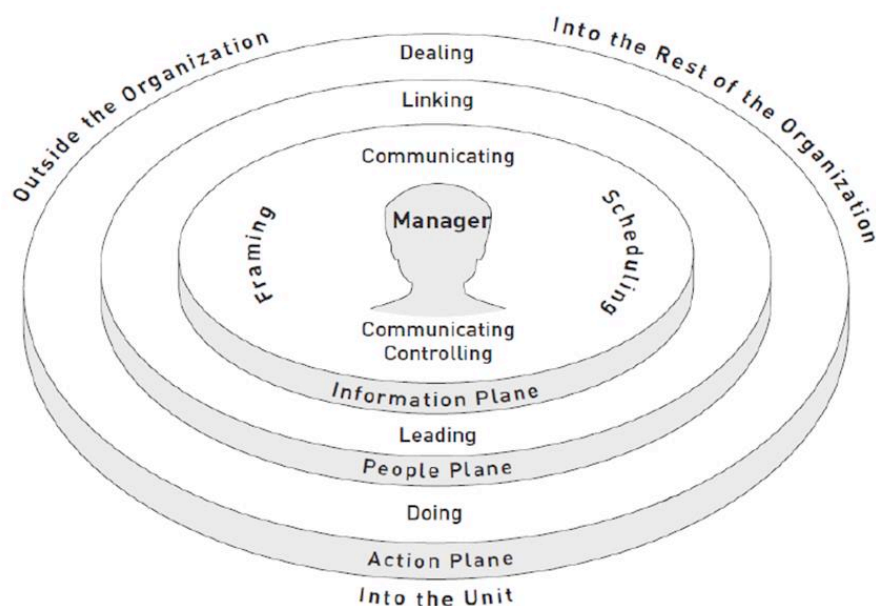 Outside the Organization
Into the Rest of the Organization
Dealing
Linking
Communicating
Framing
Manager
Scheduling
Communicating
Controlling
Information Plane
Leading
People Plane
Doing
Action Plane
Into the Unit